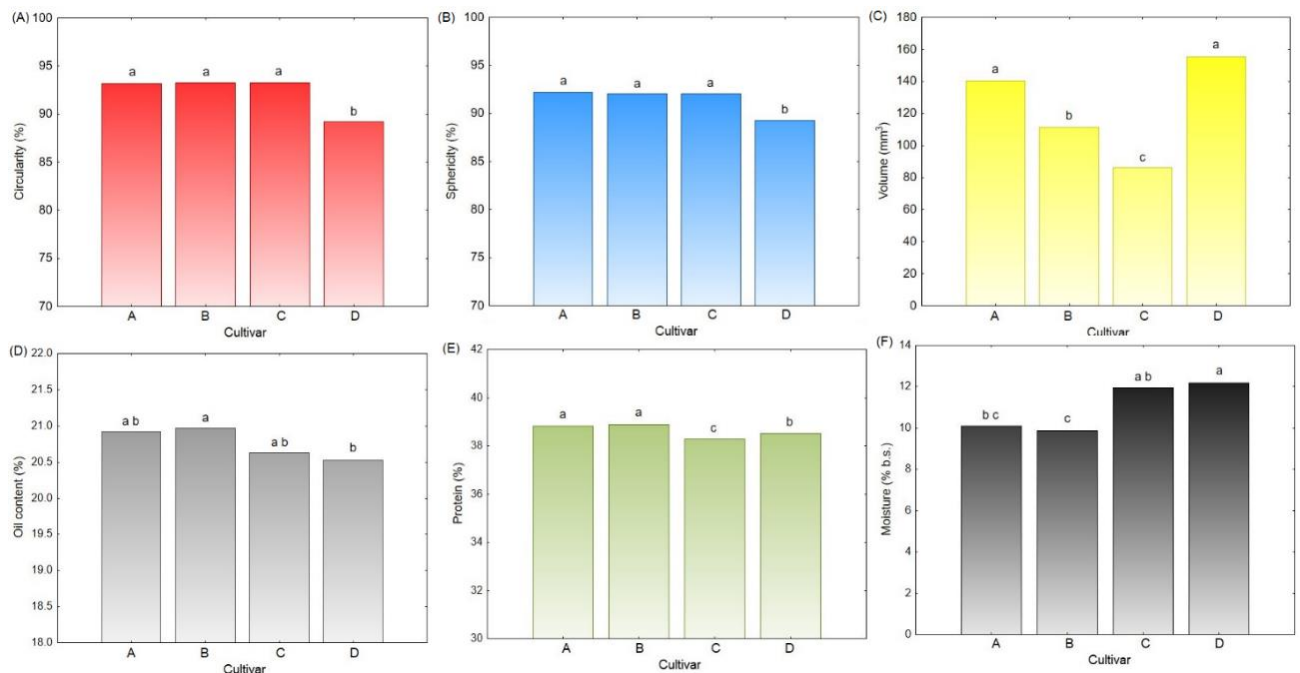 (A)
100
95
90
85
80
75
70
Circularity (%)
a
a
a
b
A
B
C
D
Cultivar
(B)
100
95
90
85
80
75
70
Sphericity (%)
a
a
a
b
A
B
C
D
Cultivar
(C)
180
160
140
120
100
80
60
40
20
0
Volume (mm³)
a
b
c
a
A
B
C
D
Cultivar
(D)
22.0
21.5
21.0
20.5
20.0
19.5
19.0
18.5
18.0
Oil content (%)
a b
a
a b
b
A
B
C
D
Cultivar
(E)
42
40
38
36
34
32
30
Protein (%)
a
a
c
b
A
B
C
D
Cultivar
(F)
14
12
10
8
6
4
2
0
Moisture (% b.s.)
b c
c
a b
a
A
B
C
D
Cultivar